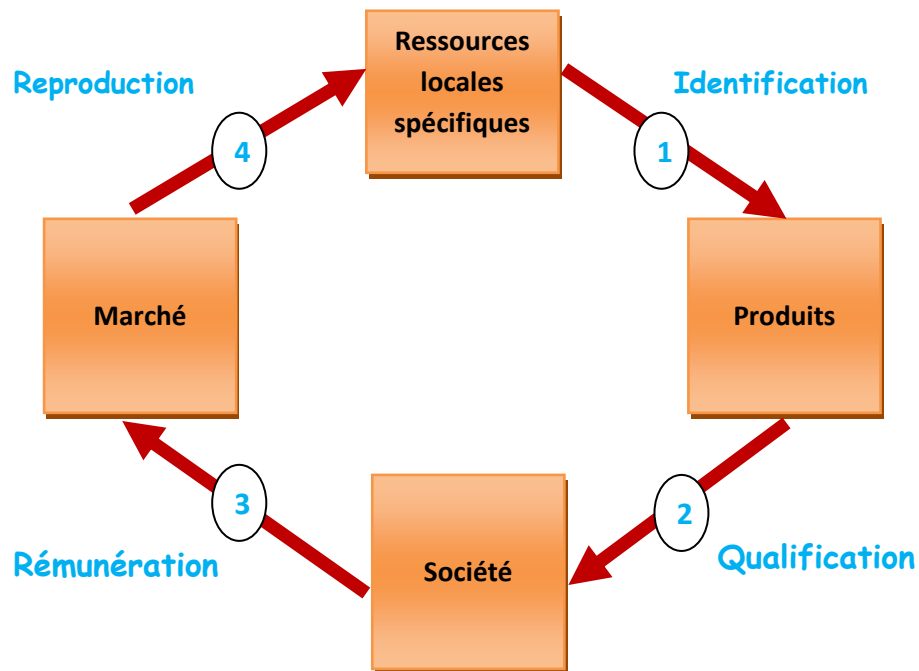 Ressources
locales
spécifiques
Reproduction
Identification
4
1
Marché
Produits
3
2
Rémunération
Société
Qualification